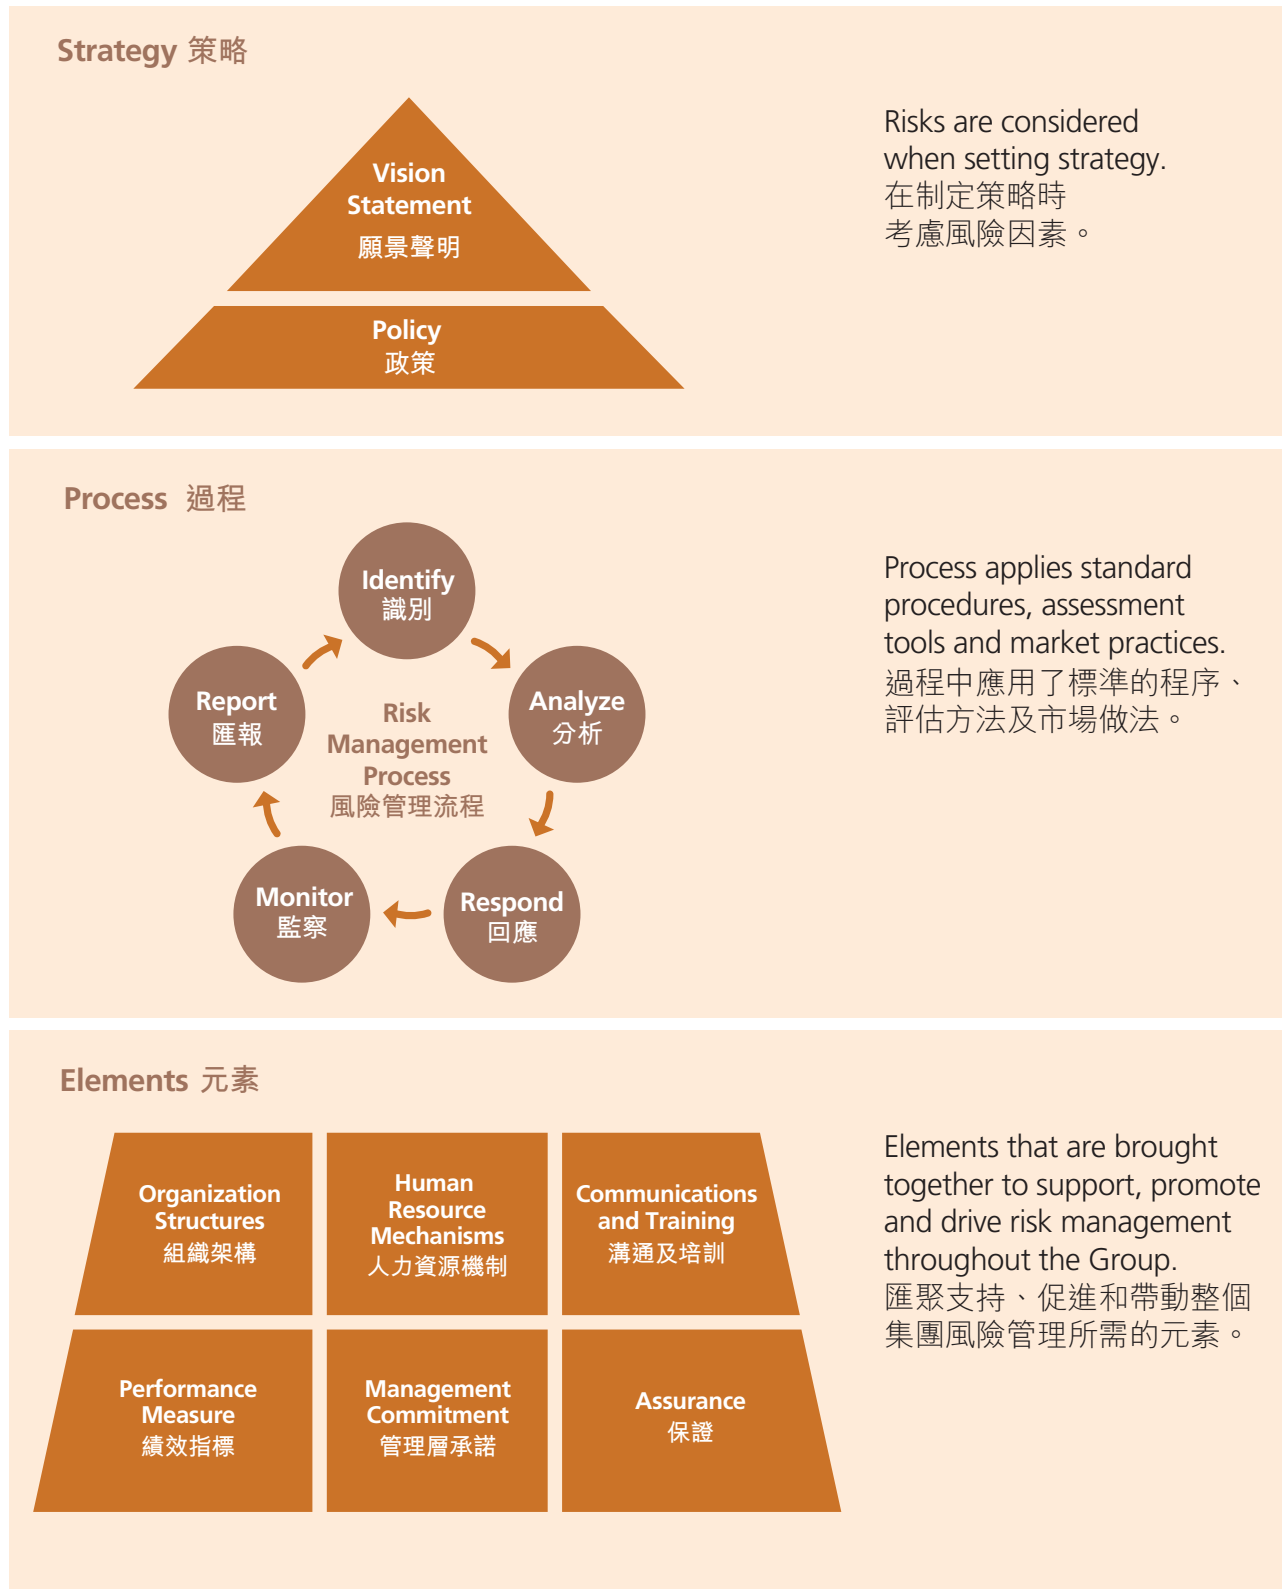 Strategy 策略
Vision
Statement
願景聲明
Policy
政策
Risks are considered
when setting strategy.
在制定策略時
考慮風險因素。
Process 過程
Identify
識別
Analyze
分析
Respond
回應
Monitor
監察
Report
匯報
Risk
Management
Process
風險管理流程
Process applies standard
procedures, assessment
tools and market practices.
過程中應用了標準的程序、
評估方法及市場做法。
Elements 元素
Organization
Structures
組織架構
Human
Resource
Mechanisms
人力資源機制
Communications
and Training
溝通及培訓
Performance
Measure
績效指標
Management
Commitment
管理層承諾
Assurance
保證
Elements that are brought
together to support, promote
and drive risk management
throughout the Group.
匯聚支持、促進和帶動整個
集團風險管理所需的元素。